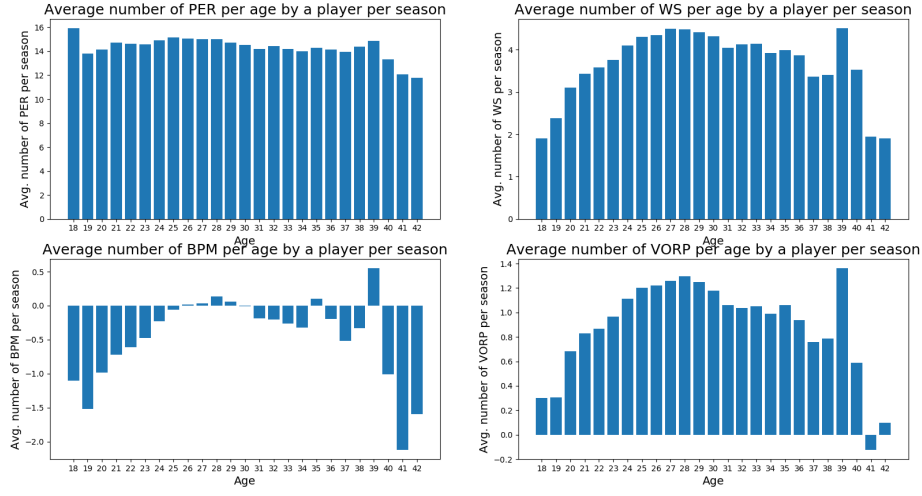 Average number of PER per age by a player per season
Avg. number of PER per season
16
14
12
10
8
6
4
2
0
18 19 20 21 22 23 24 25 26 27 28 29 30 31 32 33 34 35 36 37 38 39 40 41 42
Age
Average number of WS per age by a player per season
Avg. number of WS per season
4
3
2
1
0
18 19 20 21 22 23 24 25 26 27 28 29 30 31 32 33 34 35 36 37 38 39 40 41 42
Age
Average number of BPM per age by a player per season
Avg. number of BPM per season
0.5
0.0
−0.5
−1.0
−1.5
−2.0
18 19 20 21 22 23 24 25 26 27 28 29 30 31 32 33 34 35 36 37 38 39 40 41 42
Age
Average number of VORP per age by a player per season
Avg. number of VORP per season
1.4
1.2
1.0
0.8
0.6
0.4
0.2
0.0
−0.2
18 19 20 21 22 23 24 25 26 27 28 29 30 31 32 33 34 35 36 37 38 39 40 41 42
Age